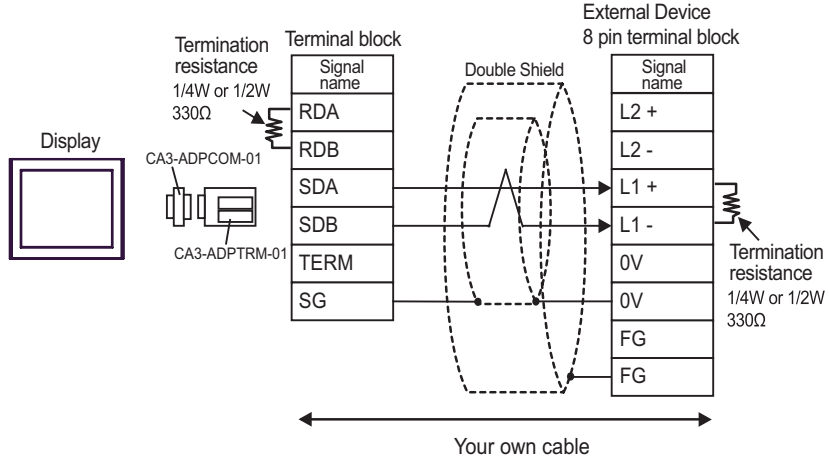 External Device
8 pin terminal block
Termination
resistance
1/4W or 1/2W
330Ω
Terminal block
Signal
name
RDA
RDB
SDA
SDB
TERM
SG
Double Shield
Signal
name
L2 +
L2 -
L1 +
L1 -
0V
0V
FG
FG
Display
CA3-ADPCOM-01
CA3-ADPTRM-01
Termination
resistance
1/4W or 1/2W
330Ω
Your own cable